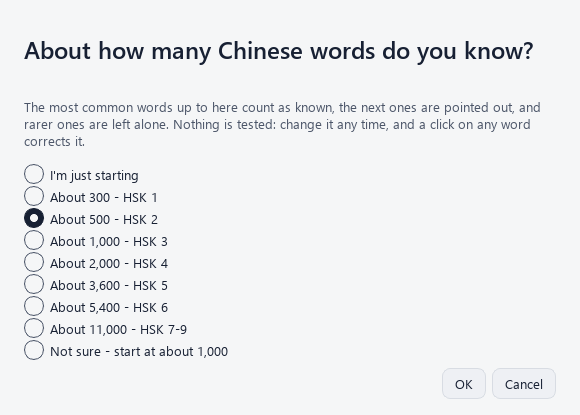 About how many Chinese words do you know?
The most common words up to here count as known, the next ones are pointed out, and
rarer ones are left alone. Nothing is tested: change it any time, and a click on any word
corrects it.
I'm just starting
About 300 - HSK 1
About 500 - HSK 2
About 1,000 - HSK 3
About 2,000 - HSK 4
About 3,600 - HSK 5
About 5,400 - HSK 6
About 11,000 - HSK 7-9
Not sure - start at about 1,000
OK Cancel